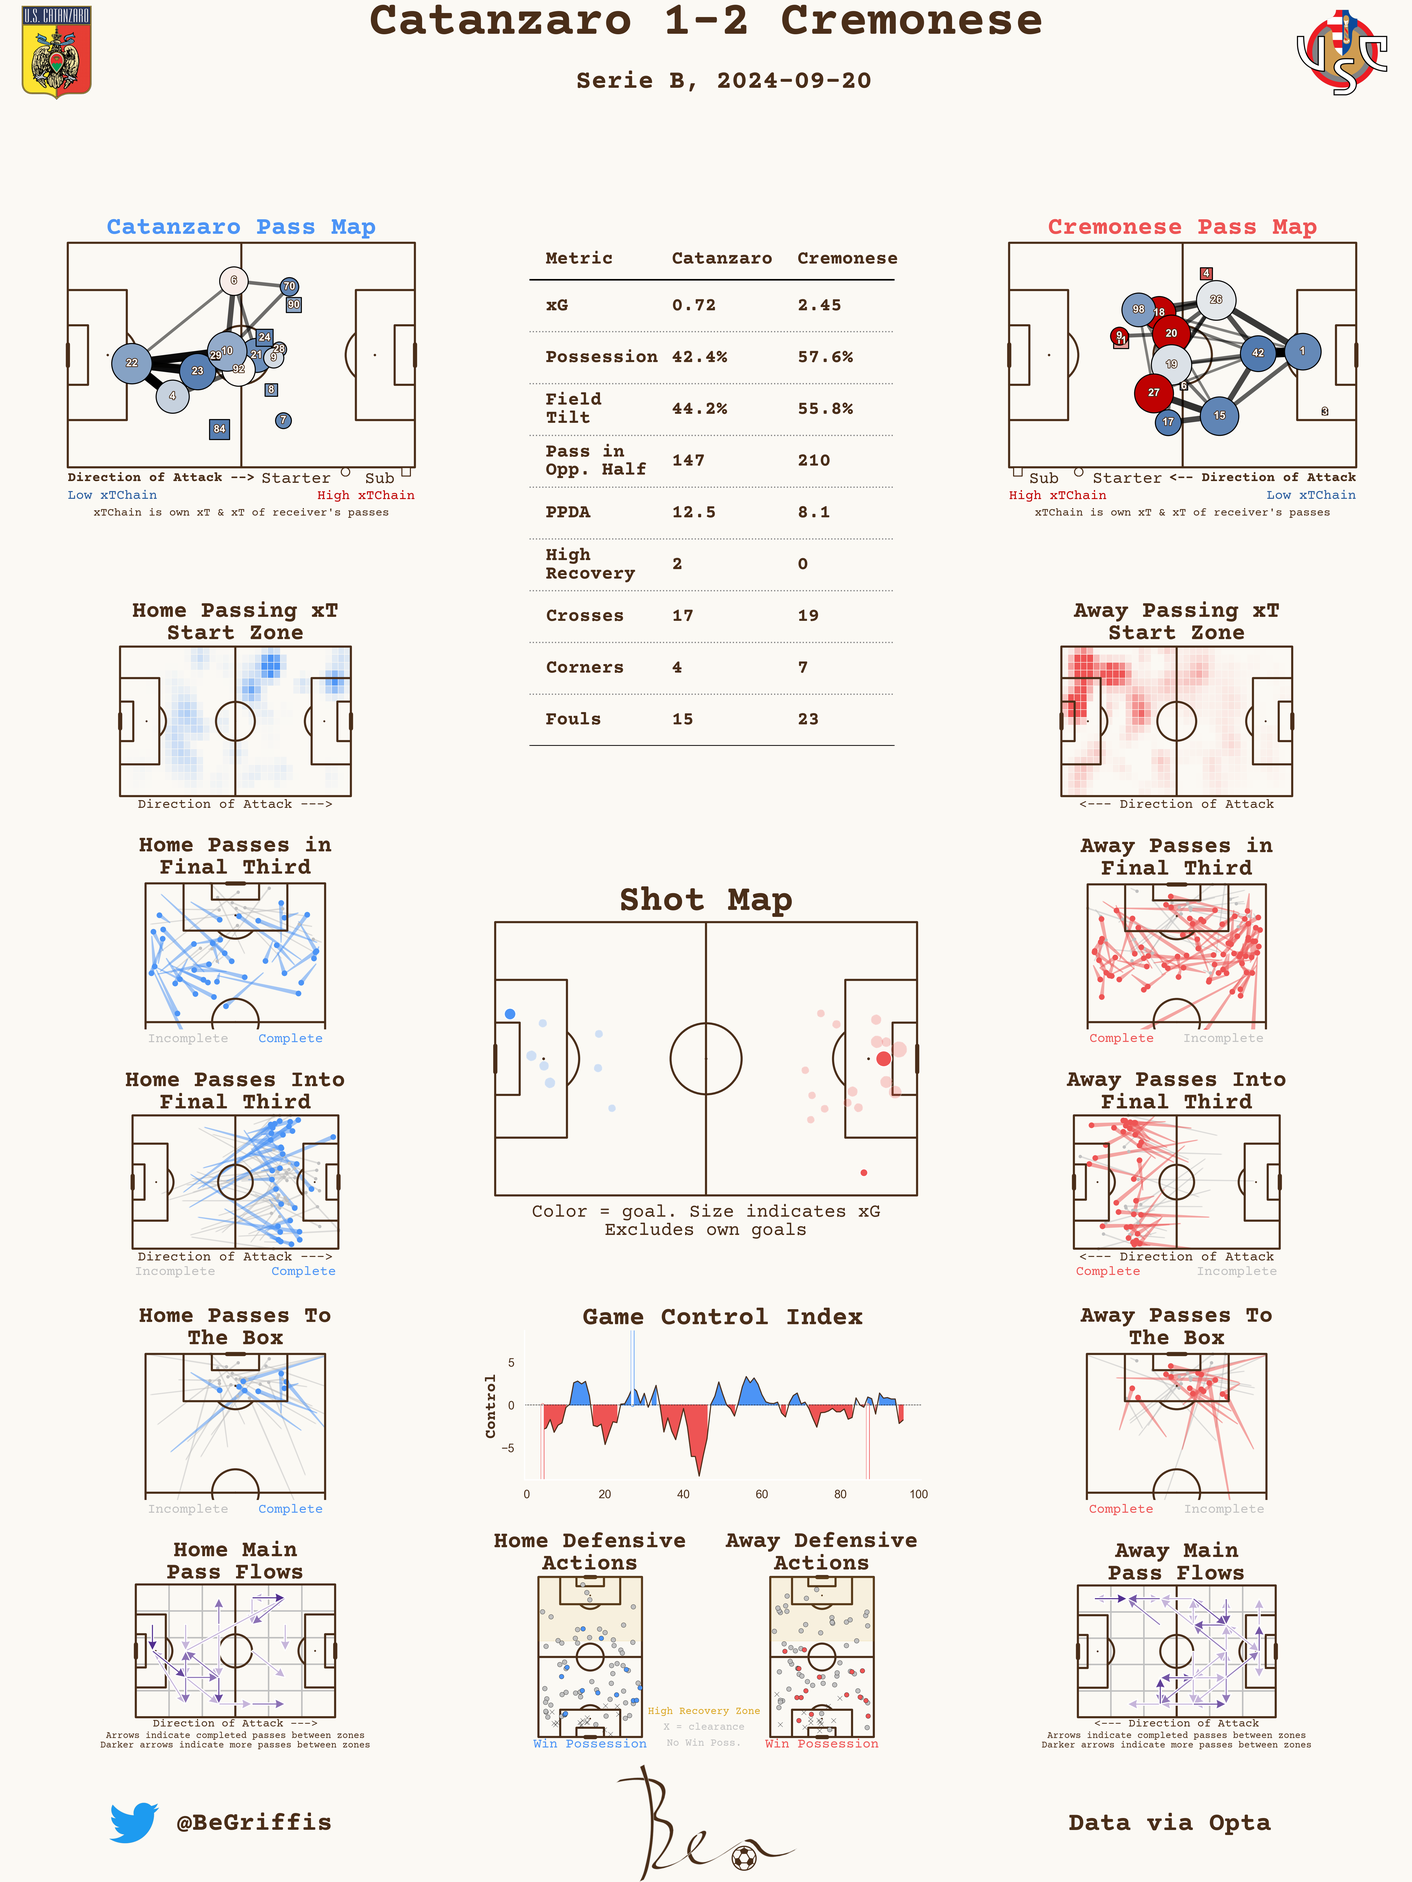 Catanzaro 1-2 Cremonese
Serie B, 2024-09-20
U.S. CATANZARO
USC
Catanzaro Pass Map
6
70
90
24
10
29
21
28
9
22
23
92
4
8
84
7
Direction of Attack --> Starter Sub
Low xTChain High xTChain
xTChain is own xT & xT of receiver's passes
Metric Catanzaro Cremonese
xG 0.72 2.45
Possession 42.4% 57.6%
Field
Tilt 44.2% 55.8%
Pass in
Opp. Half 147 210
PPDA 12.5 8.1
High
Recovery 2 0
Crosses 17 19
Corners 4 7
Fouls 15 23
Cremonese Pass Map
4
26
98
18
9
11
20
42
1
19
6
27
17
15
3
Sub Starter <-- Direction of Attack
High xTChain Low xTChain
xTChain is own xT & xT of receiver's passes
Home Passing xT
Start Zone
Direction of Attack --->
Away Passing xT
Start Zone
<--- Direction of Attack
Home Passes in
Final Third
Incomplete Complete
Away Passes in
Final Third
Complete Incomplete
Shot Map
Color = goal. Size indicates xG
Excludes own goals
Home Passes Into
Final Third
Direction of Attack --->
Incomplete Complete
Away Passes Into
Final Third
<--- Direction of Attack
Complete Incomplete
Home Passes To
The Box
Incomplete Complete
Game Control Index
Control
5
0
−5
0 20 40 60 80 100
Away Passes To
The Box
Complete Incomplete
Home Main
Pass Flows
Direction of Attack --->
Arrows indicate completed passes between zones
Darker arrows indicate more passes between zones
Home Defensive
Actions
Win Possession
High Recovery Zone
X = clearance
No Win Poss.
Away Defensive
Actions
Win Possession
Away Main
Pass Flows
<--- Direction of Attack
Arrows indicate completed passes between zones
Darker arrows indicate more passes between zones
@BeGriffis
Ben
Data via Opta